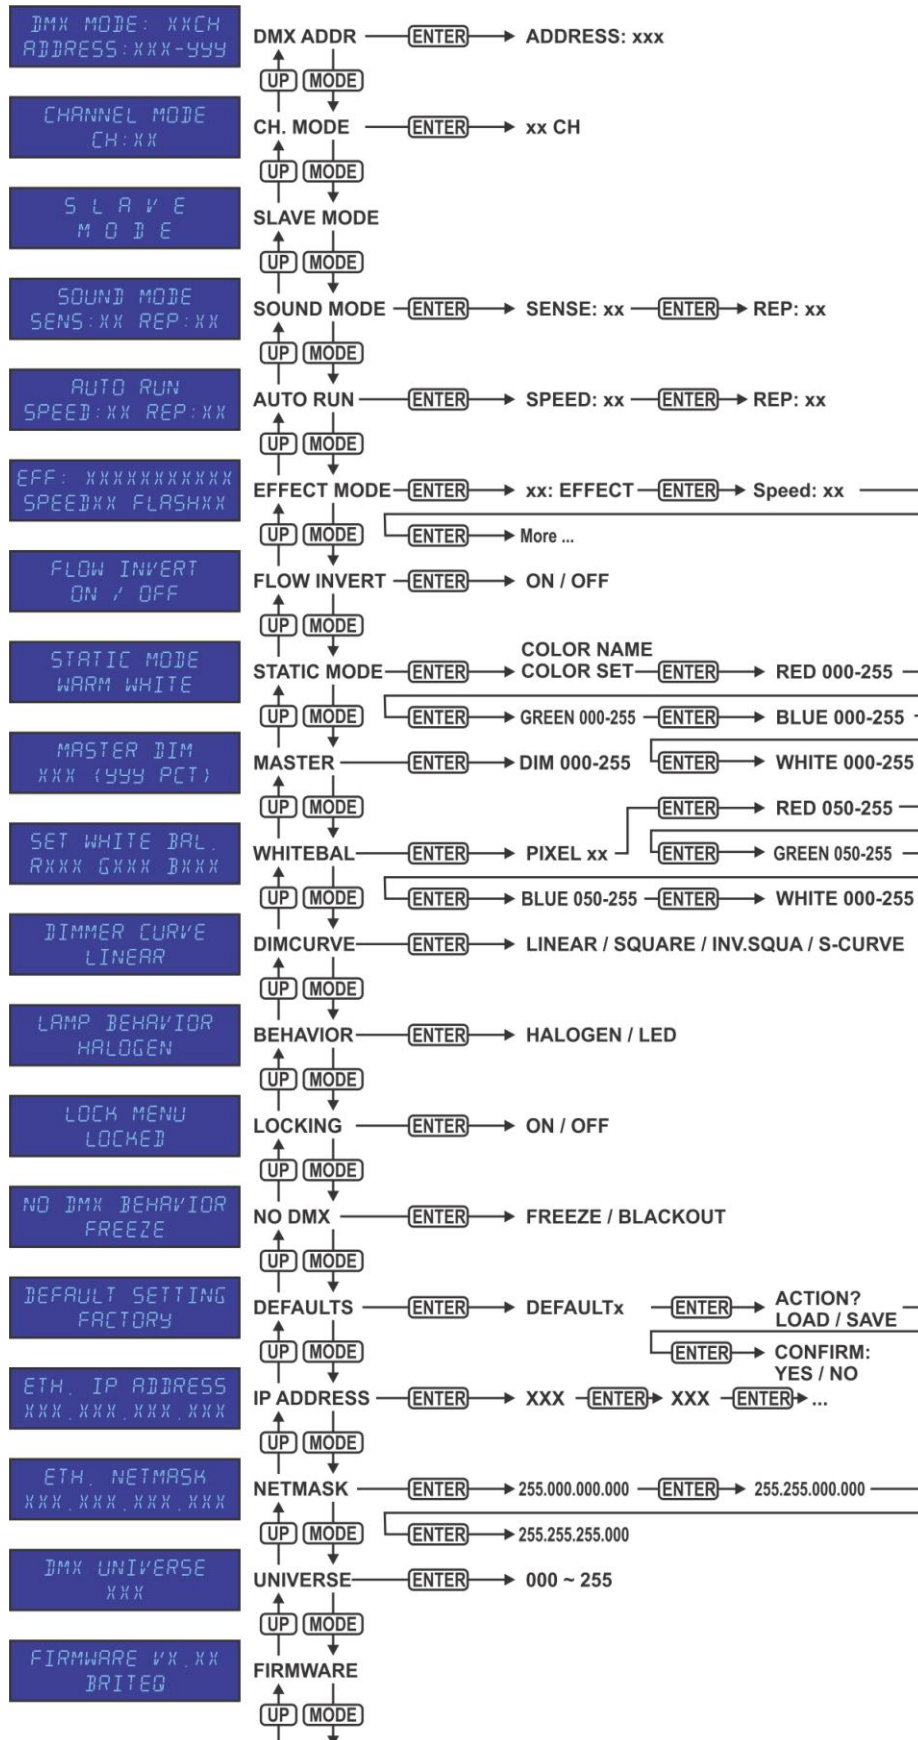 DMX MODE: XXCH
ADDRESS:XXX-yyy
DMX ADDR ENTER ADDRESS: xxx
UP MODE
CHANNEL MODE
CH:XX
CH. MODE ENTER xx CH
UP MODE
SLAVE
MODE
SLAVE MODE
UP MODE
SOUND MODE
SENS:XX REP:XX
SOUND MODE ENTER SENSE: xx ENTER REP: xx
UP MODE
AUTO RUN
SPEED:XX REP:XX
AUTO RUN ENTER SPEED: xx ENTER REP: xx
UP MODE
EFF: XXXXXXXXXXX
SPEEDXX FLASHXX
EFFECT MODE ENTER xx: EFFECT ENTER Speed: xx
UP MODE ENTER More ...
FLOW INVERT
ON / OFF
FLOW INVERT ENTER ON / OFF
UP MODE
STATIC MODE
WARM WHITE
COLOR NAME
STATIC MODE ENTER COLOR SET ENTER RED 000-255
UP MODE ENTER GREEN 000-255 ENTER BLUE 000-255
MASTER DIM
XXX (yyy PCT)
MASTER ENTER DIM 000-255 ENTER WHITE 000-255
UP MODE ENTER RED 050-255
SET WHITE BAL.
RXXX GXXX BXXX
WHITEBAL ENTER PIXEL xx ENTER GREEN 050-255
UP MODE ENTER BLUE 050-255 ENTER WHITE 000-255
DIMMER CURVE
LINEAR
DIMCURVE ENTER LINEAR / SQUARE / INV.SQUA / S-CURVE
UP MODE
LAMP BEHAVIOR
HALOGEN
BEHAVIOR ENTER HALOGEN / LED
UP MODE
LOCK MENU
LOCKED
LOCKING ENTER ON / OFF
UP MODE
NO DMX BEHAVIOR
FREEZE
NO DMX ENTER FREEZE / BLACKOUT
UP MODE
DEFAULT SETTING
FACTORY
DEFAULTS ENTER DEFAULTx ENTER ACTION?
LOAD / SAVE
UP MODE ENTER CONFIRM:
YES / NO
ETH. IP ADDRESS
XXX.XXX.XXX.XXX
IP ADDRESS ENTER XXX ENTER XXX ENTER ...
UP MODE
ETH. NETMASK
XXX.XXX.XXX.XXX
NETMASK ENTER 255.000.000.000 ENTER 255.255.000.000
UP MODE ENTER 255.255.255.000
DMX UNIVERSE
XXX
UNIVERSE ENTER 000 ~ 255
UP MODE
FIRMWARE VX.XX
BRITEQ
FIRMWARE
UP MODE